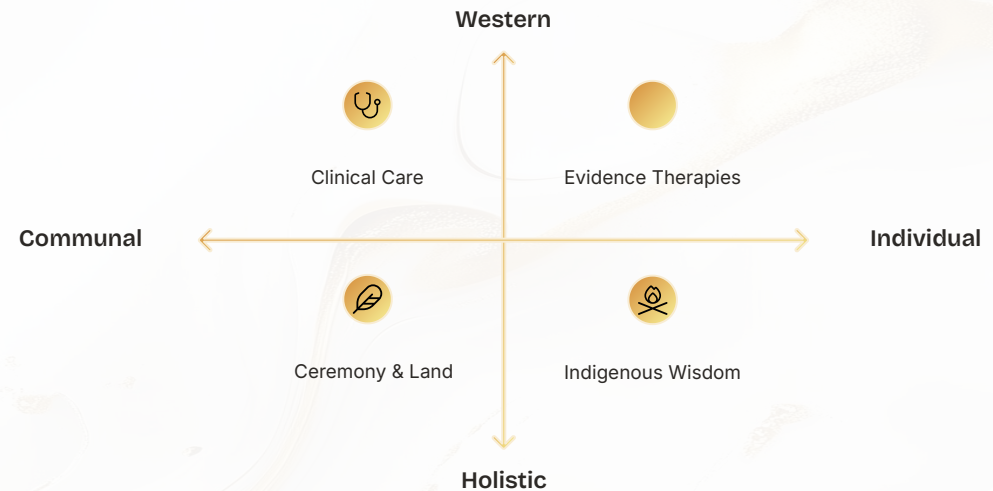 Western
Clinical Care
Evidence Therapies
Communal
Individual
Ceremony & Land
Indigenous Wisdom
Holistic